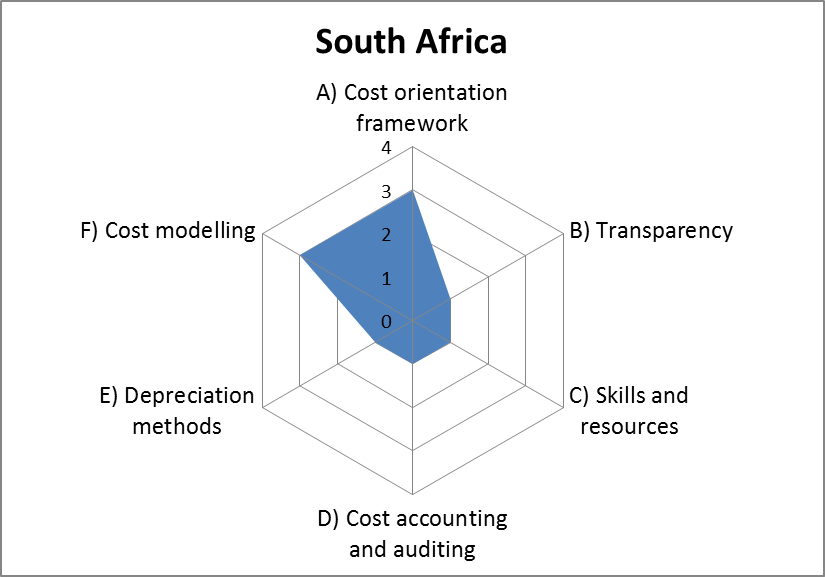 South Africa
A) Cost orientation
framework
4
3
2
1
0
B) Transparency
C) Skills and
resources
D) Cost accounting
and auditing
E) Depreciation
methods
F) Cost modelling